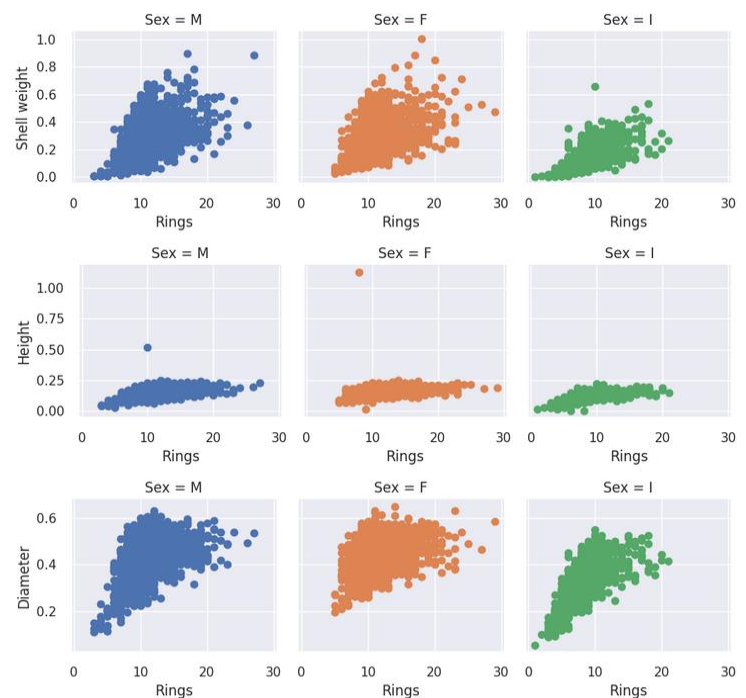 Sex = M Sex = F Sex = I
1.0
0.8
0.6
0.4
0.2
0.0
Shell weight
0 10 20 30 0 10 20 30 0 10 20 30
Rings Rings Rings
Sex = M Sex = F Sex = I
1.00
0.75
0.50
0.25
0.00
Height
0 10 20 30 0 10 20 30 0 10 20 30
Rings Rings Rings
Sex = M Sex = F Sex = I
0.6
0.4
0.2
Diameter
0 10 20 30 0 10 20 30 0 10 20 30
Rings Rings Rings